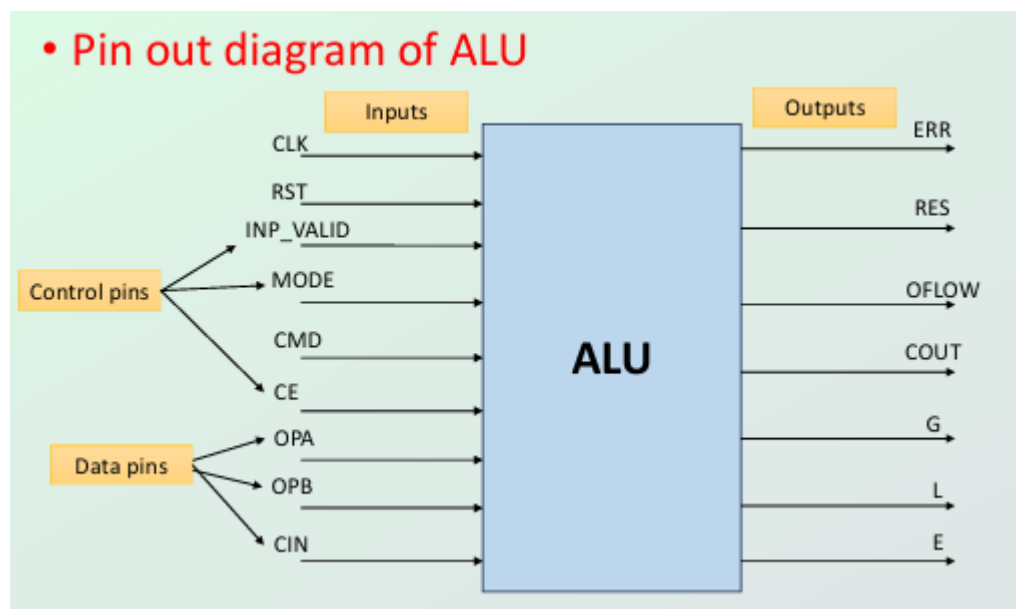 • Pin out diagram of ALU
Inputs
Outputs
CLK
ERR
RST
RES
INP_VALID
Control pins
MODE
OFLOW
CMD
COUT
ALU
CE
OPA
G
Data pins
OPB
L
CIN
E